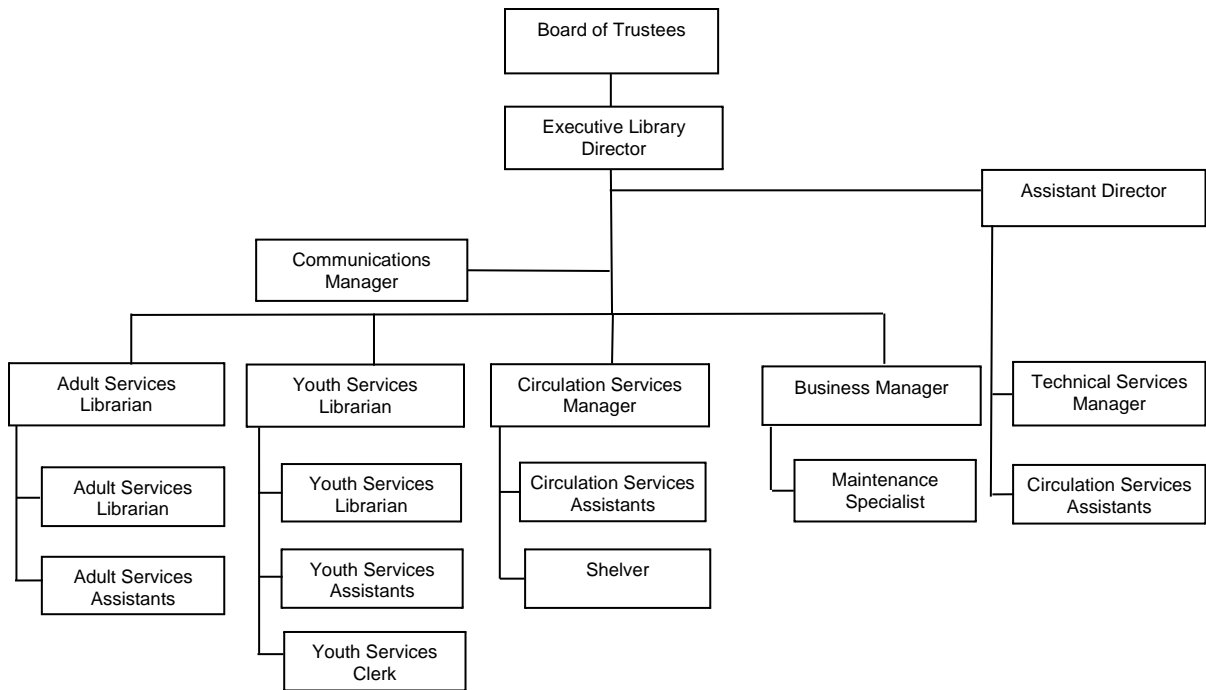 Board of Trustees
Executive Library
Director
Assistant Director
Communications
Manager
Adult Services
Librarian
Youth Services
Librarian
Circulation Services
Manager
Business Manager
Technical Services
Manager
Adult Services
Librarian
Youth Services
Librarian
Circulation Services
Assistants
Maintenance
Specialist
Circulation Services
Assistants
Adult Services
Assistants
Youth Services
Assistants
Shelver
Youth Services
Clerk